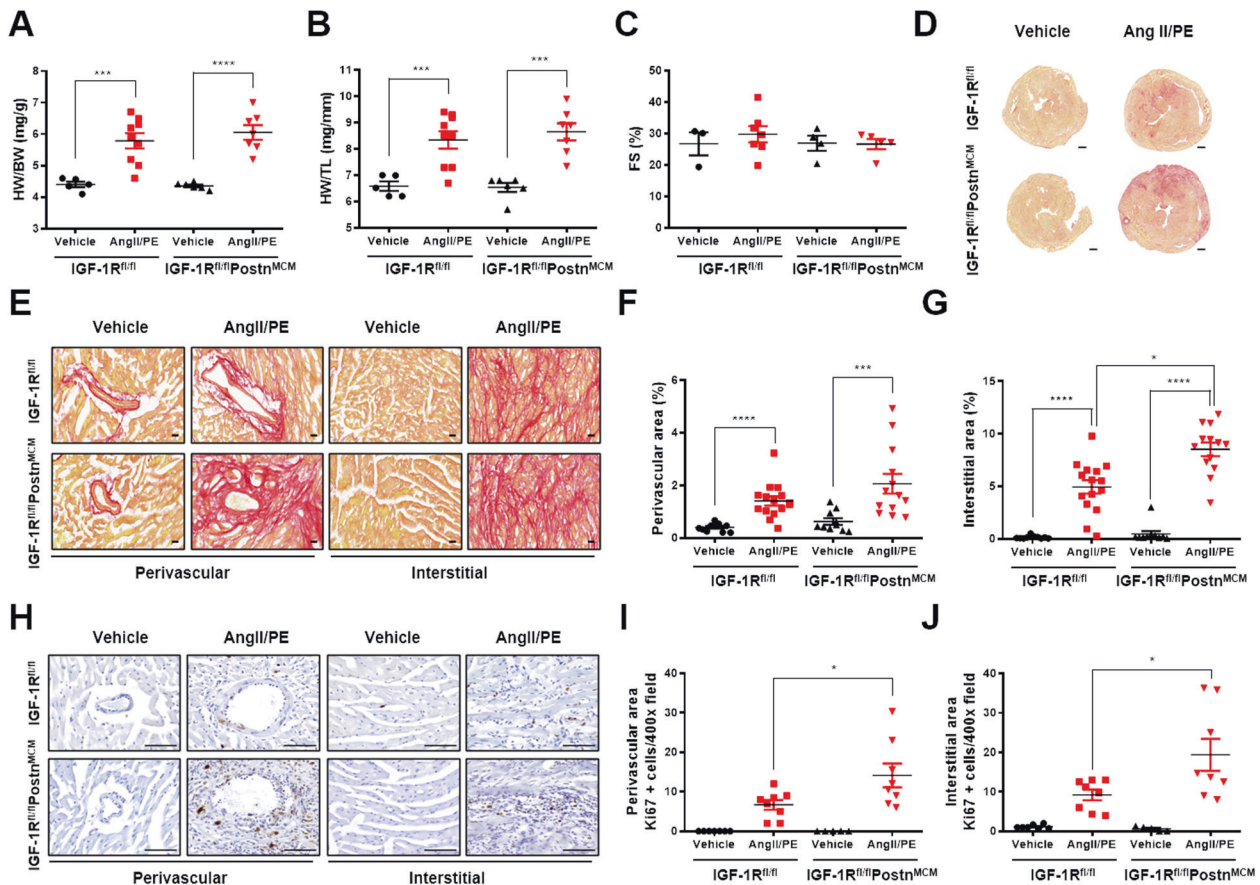 A
HW/BW (mg/g)
9
8
7
6
5
4
3
***
****
Vehicle AngII/PE Vehicle AngII/PE
IGF-1Rfl/fl IGF-1Rfl/flPostnMCM
B
HW/TL (mg/mm)
11
10
9
8
7
6
5
***
***
Vehicle AngII/PE Vehicle AngII/PE
IGF-1Rfl/fl IGF-1Rfl/flPostnMCM
C
FS (%)
50
40
30
20
10
0
Vehicle AngII/PE Vehicle AngII/PE
IGF-1Rfl/fl IGF-1Rfl/flPostnMCM
D
Vehicle Ang II/PE
IGF-1Rfl/fl
IGF-1Rfl/flPostnMCM
E
Vehicle AngII/PE Vehicle AngII/PE
IGF-1Rfl/fl
IGF-1Rfl/flPostnMCM
Perivascular Interstitial
F
Perivascular area (%)
6
4
2
0
****
***
Vehicle AngII/PE Vehicle AngII/PE
IGF-1Rfl/fl IGF-1Rfl/flPostnMCM
G
Interstitial area (%)
15
10
5
0
****
*
****
Vehicle AngII/PE Vehicle AngII/PE
IGF-1Rfl/fl IGF-1Rfl/flPostnMCM
H
Vehicle AngII/PE Vehicle AngII/PE
IGF-1Rfl/fl
IGF-1Rfl/flPostnMCM
Perivascular Interstitial
I
Perivascular area
Ki67 + cells/400x field
40
30
20
10
0
*
Vehicle AngII/PE Vehicle AngII/PE
IGF-1Rfl/fl IGF-1Rfl/flPostnMCM
J
Interstitial area
Ki67 + cells/400x field
40
30
20
10
0
*
Vehicle AngII/PE Vehicle AngII/PE
IGF-1Rfl/fl IGF-1Rfl/flPostnMCM